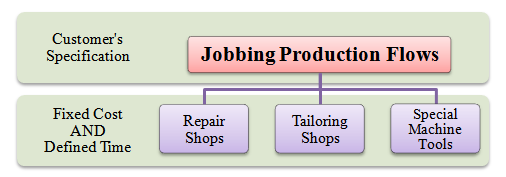 Customer's
Specification
Jobbing Production Flows
Fixed Cost
AND
Defined Time
Repair
Shops
Tailoring
Shops
Special
Machine
Tools